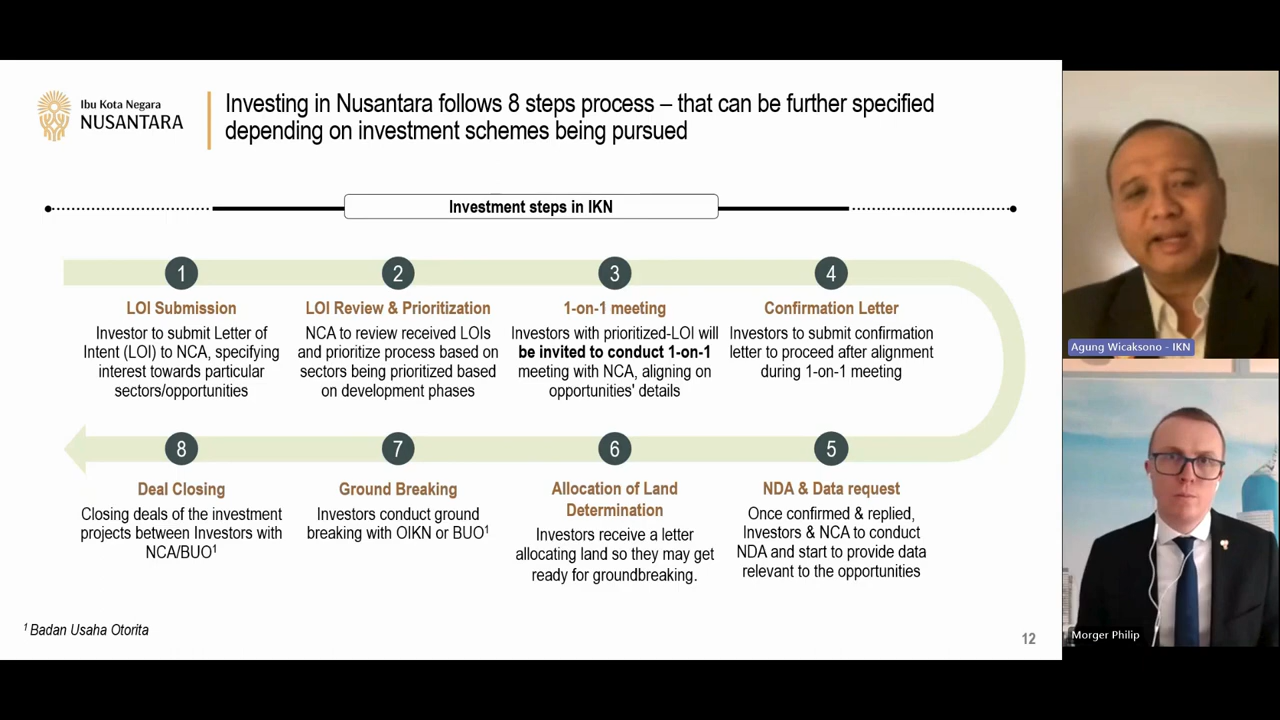 Ibu Kota Negara
NUSANTARA
Investing in Nusantara follows 8 steps process – that can be further specified
depending on investment schemes being pursued
Investment steps in IKN
1
LOI Submission
Investor to submit Letter of
Intent (LOI) to NCA, specifying
interest towards particular
sectors/opportunities
2
LOI Review & Prioritization
NCA to review received LOIs
and prioritize process based on
sectors being prioritized based
on development phases
3
1-on-1 meeting
Investors with prioritized-LOI will
be invited to conduct 1-on-1
meeting with NCA, aligning on
opportunities' details
4
Confirmation Letter
Investors to submit confirmation
letter to proceed after alignment
during 1-on-1 meeting
5
NDA & Data request
Once confirmed & replied,
Investors & NCA to conduct
NDA and start to provide data
relevant to the opportunities
6
Allocation of Land
Determination
Investors receive a letter
allocating land so they may get
ready for groundbreaking.
7
Ground Breaking
Investors conduct ground
breaking with OIKN or BUO¹
8
Deal Closing
Closing deals of the investment
projects between Investors with
NCA/BUO¹
¹ Badan Usaha Otorita
12
Agung Wicaksono - IKN
Morger Philip